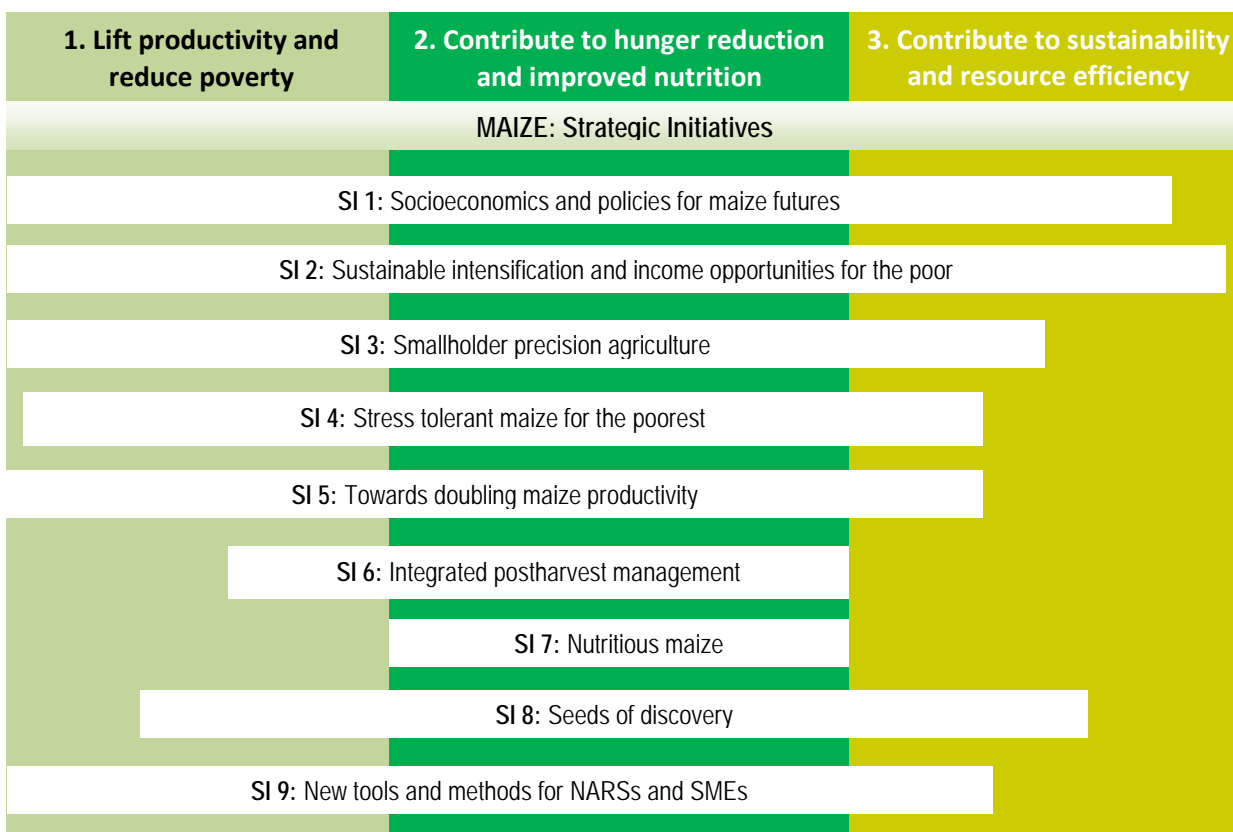 1. Lift productivity and
reduce poverty
2. Contribute to hunger reduction
and improved nutrition
3. Contribute to sustainability
and resource efficiency
MAIZE: Strategic Initiatives
SI 1: Socioeconomics and policies for maize futures
SI 2: Sustainable intensification and income opportunities for the poor
SI 3: Smallholder precision agriculture
SI 4: Stress tolerant maize for the poorest
SI 5: Towards doubling maize productivity
SI 6: Integrated postharvest management
SI 7: Nutritious maize
SI 8: Seeds of discovery
SI 9: New tools and methods for NARSs and SMEs